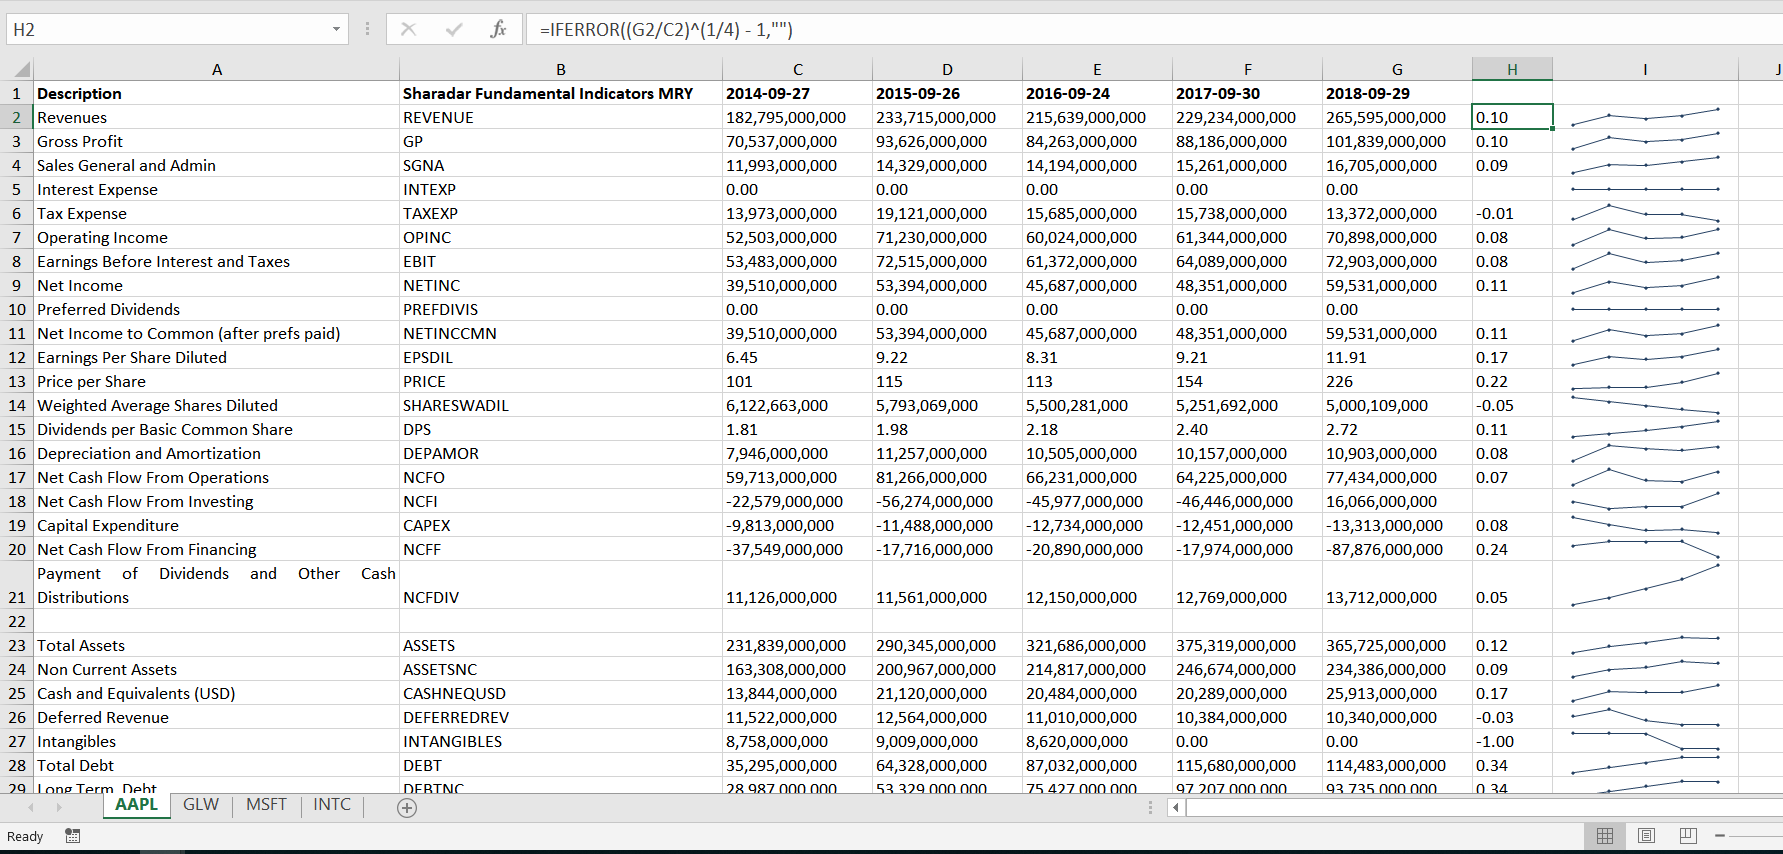 H2 fx =IFERROR((G2/C2)^(1/4) - 1,"")
A B C D E F G H I J
1 Description Sharadar Fundamental Indicators MRY 2014-09-27 2015-09-26 2016-09-24 2017-09-30 2018-09-29
2 Revenues REVENUE 182,795,000,000 233,715,000,000 215,639,000,000 229,234,000,000 265,595,000,000 0.10
3 Gross Profit GP 70,537,000,000 93,626,000,000 84,263,000,000 88,186,000,000 101,839,000,000 0.10
4 Sales General and Admin SGNA 11,993,000,000 14,329,000,000 14,194,000,000 15,261,000,000 16,705,000,000 0.09
5 Interest Expense INTEXP 0.00 0.00 0.00 0.00 0.00
6 Tax Expense TAXEXP 13,973,000,000 19,121,000,000 15,685,000,000 15,738,000,000 13,372,000,000 -0.01
7 Operating Income OPINC 52,503,000,000 71,230,000,000 60,024,000,000 61,344,000,000 70,898,000,000 0.08
8 Earnings Before Interest and Taxes EBIT 53,483,000,000 72,515,000,000 61,372,000,000 64,089,000,000 72,903,000,000 0.08
9 Net Income NETINC 39,510,000,000 53,394,000,000 45,687,000,000 48,351,000,000 59,531,000,000 0.11
10 Preferred Dividends PREFDIVIS 0.00 0.00 0.00 0.00 0.00
11 Net Income to Common (after prefs paid) NETINCCMN 39,510,000,000 53,394,000,000 45,687,000,000 48,351,000,000 59,531,000,000 0.11
12 Earnings Per Share Diluted EPSDIL 6.45 9.22 8.31 9.21 11.91 0.17
13 Price per Share PRICE 101 115 113 154 226 0.22
14 Weighted Average Shares Diluted SHARESWADIL 6,122,663,000 5,793,069,000 5,500,281,000 5,251,692,000 5,000,109,000 -0.05
15 Dividends per Basic Common Share DPS 1.81 1.98 2.18 2.40 2.72 0.11
16 Depreciation and Amortization DEPAMOR 7,946,000,000 11,257,000,000 10,505,000,000 10,157,000,000 10,903,000,000 0.08
17 Net Cash Flow From Operations NCFO 59,713,000,000 81,266,000,000 66,231,000,000 64,225,000,000 77,434,000,000 0.07
18 Net Cash Flow From Investing NCFI -22,579,000,000 -56,274,000,000 -45,977,000,000 -46,446,000,000 16,066,000,000
19 Capital Expenditure CAPEX -9,813,000,000 -11,488,000,000 -12,734,000,000 -12,451,000,000 -13,313,000,000 0.08
20 Net Cash Flow From Financing NCFF -37,549,000,000 -17,716,000,000 -20,890,000,000 -17,974,000,000 -87,876,000,000 0.24
Payment of Dividends and Other Cash
21 Distributions NCFDIV 11,126,000,000 11,561,000,000 12,150,000,000 12,769,000,000 13,712,000,000 0.05
22
23 Total Assets ASSETS 231,839,000,000 290,345,000,000 321,686,000,000 375,319,000,000 365,725,000,000 0.12
24 Non Current Assets ASSETSNC 163,308,000,000 200,967,000,000 214,817,000,000 246,674,000,000 234,386,000,000 0.09
25 Cash and Equivalents (USD) CASHNEQUSD 13,844,000,000 21,120,000,000 20,484,000,000 20,289,000,000 25,913,000,000 0.17
26 Deferred Revenue DEFERREDREV 11,522,000,000 12,564,000,000 11,010,000,000 10,384,000,000 10,340,000,000 -0.03
27 Intangibles INTANGIBLES 8,758,000,000 9,009,000,000 8,620,000,000 0.00 0.00 -1.00
28 Total Debt DEBT 35,295,000,000 64,328,000,000 87,032,000,000 115,680,000,000 114,483,000,000 0.34
29 Long Term Debt DEBTNC 28,987,000,000 53,329,000,000 75,427,000,000 97,207,000,000 93,735,000,000 0.34
AAPL GLW MSFT INTC
Ready